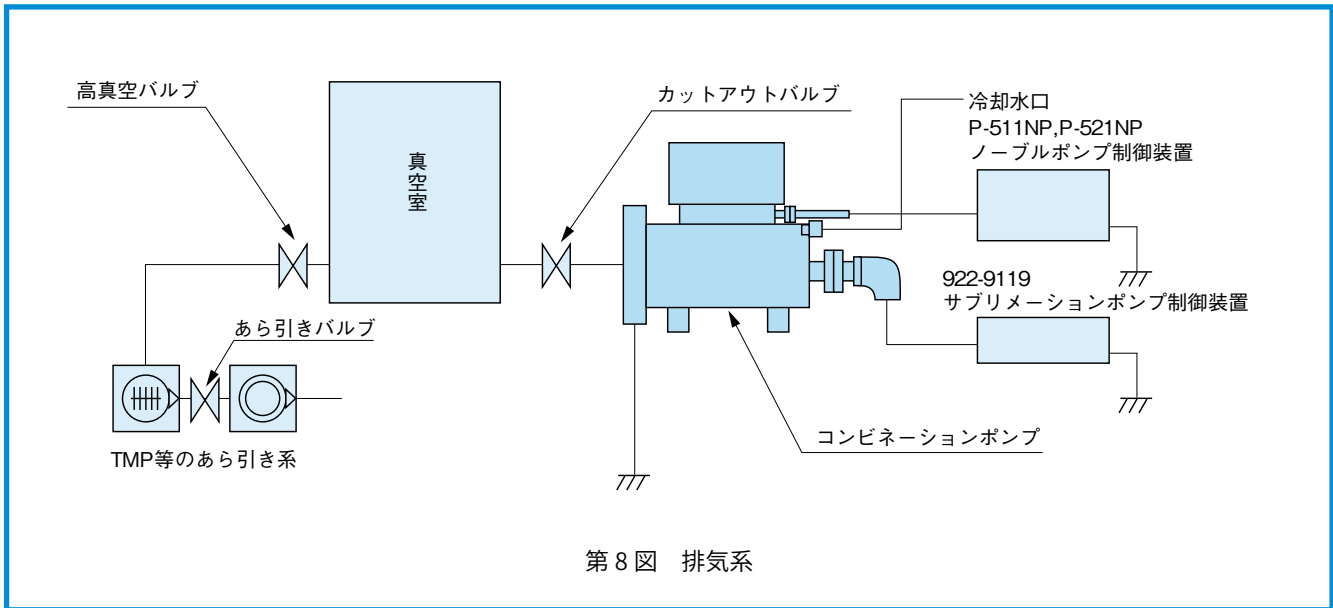 高真空バルブ
真空室
カットアウトバルブ
冷却水口
P-511NP,P-521NP
ノーブルポンプ制御装置
922-9119
サブリメーションポンプ制御装置
あら引きバルブ
TMP等のあら引き系
コンビネーションポンプ
第8図 排気系